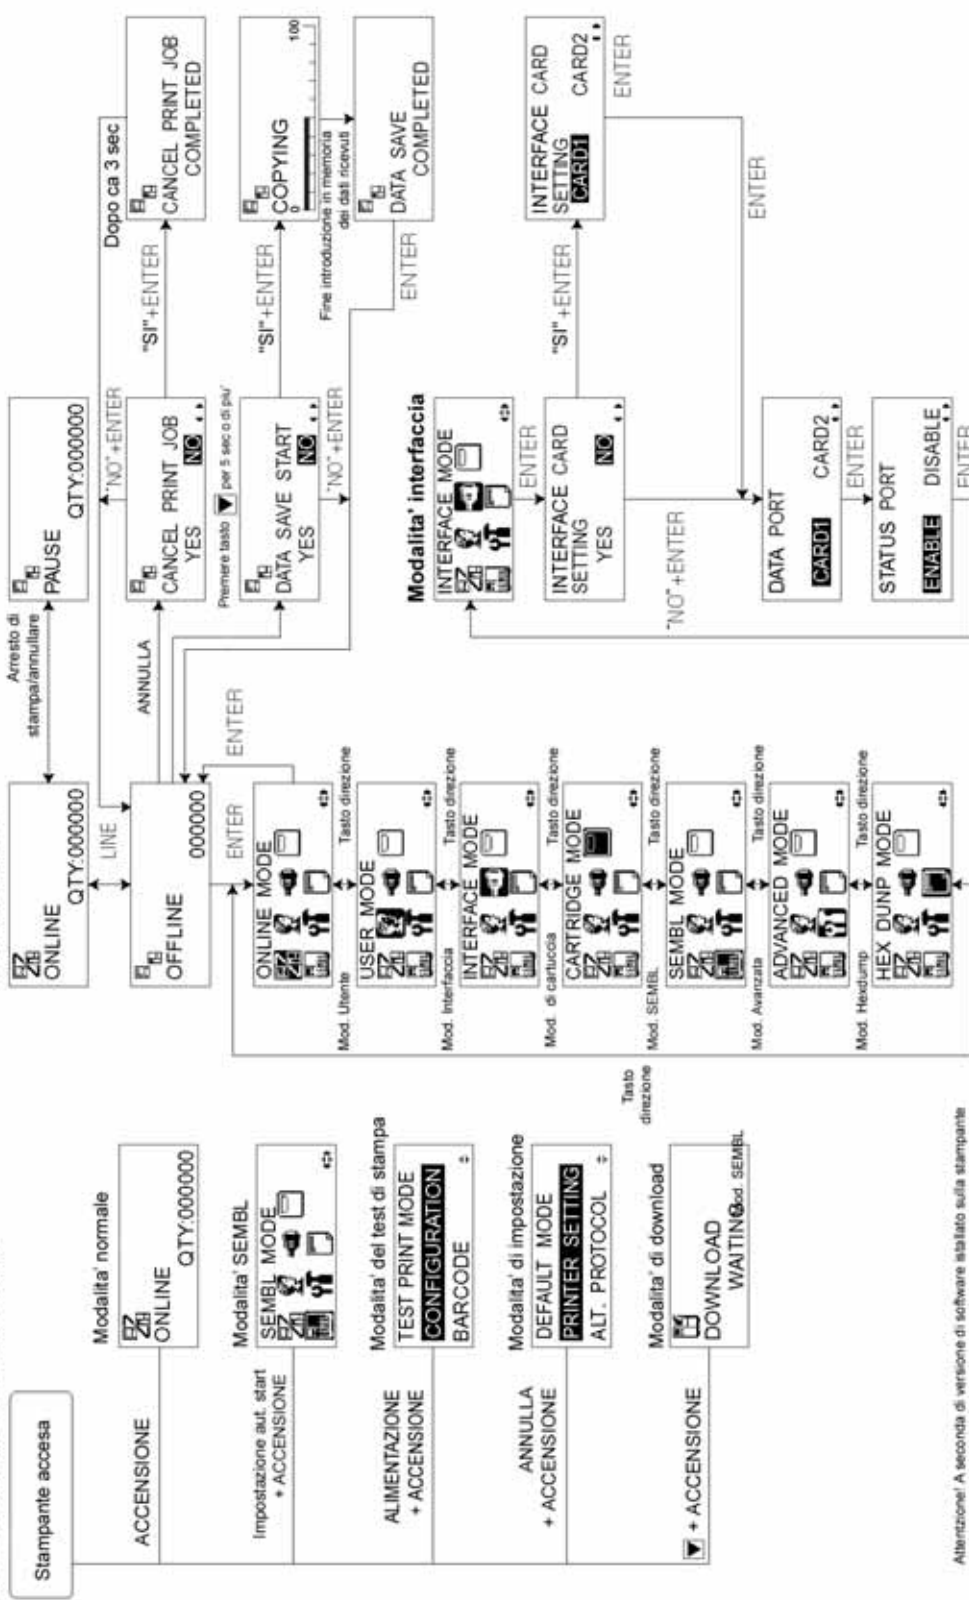 Stampante accesa
ACCENSIONE
Modalita' normale
ONLINE
QTY:000000
Impostazione aut. start
+ ACCENSIONE
Modalita' SEMBL
SEMBL MODE
ALIMENTAZIONE
+ ACCENSIONE
Modalita' del test di stampa
TEST PRINT MODE
CONFIGURATION
BARCODE
ANNULLA
+ ACCENSIONE
Modalita' di impostazione
DEFAULT MODE
PRINTER SETTING
ALT. PROTOCOL
+ ACCENSIONE
Modalita' di download
DOWNLOAD
WAITING
Mod. SEMBL
Tasto
direzione
Attentzione! A seconda di versione di software istallato sulla stampante
ONLINE
QTY:000000
Arresto di
stampa/annullare
PAUSE
QTY:000000
LINE
OFFLINE
000000
ANNULLA
CANCEL PRINT JOB
YES NO
"NO"+ENTER
"SI"+ENTER
Dopo ca 3 sec
CANCEL PRINT JOB
COMPLETED
Premere tasto ▼ per 5 sec o di piu'
DATA SAVE START
YES NO
"NO"+ENTER
"SI"+ENTER
COPYING
0 100
Fine introduzione in memoria
dei dati ricevuti
DATA SAVE
COMPLETED
ENTER
ENTER
ENTER
ONLINE MODE
Mod. Utente
Tasto direzione
USER MODE
Mod. Interfaccia
Tasto direzione
INTERFACE MODE
Mod. di cartuccia
Tasto direzione
CARTRIDGE MODE
Mod. SEMBL
Tasto direzione
SEMBL MODE
Mod. Avanzata
Tasto direzione
ADVANCED MODE
Mod. Hexdump
Tasto direzione
HEX DUNP MODE
Modalita' interfaccia
INTERFACE MODE
ENTER
INTERFACE CARD
SETTING
YES NO
"SI"+ENTER
INTERFACE CARD
SETTING
CARD1 CARD2
ENTER
"NO"+ENTER
ENTER
DATA PORT
CARD1 CARD2
ENTER
STATUS PORT
ENABLE DISABLE
ENTER